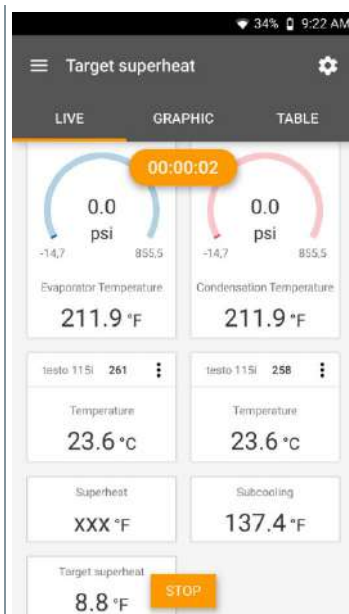 34% 9:22 AM
Target superheat
LIVE GRAPHIC TABLE
00:00:02
0.0 0.0
psi psi
-14,7 855,5 -14,7 855,5
Evaporator Temperature Condensation Temperature
211.9 °F 211.9 °F
testo 115i 261 testo 115i 258
Temperature Temperature
23.6 °C 23.6 °C
Superheat Subcooling
XXX °F 137.4 °F
Target superheat
8.8 °F
STOP